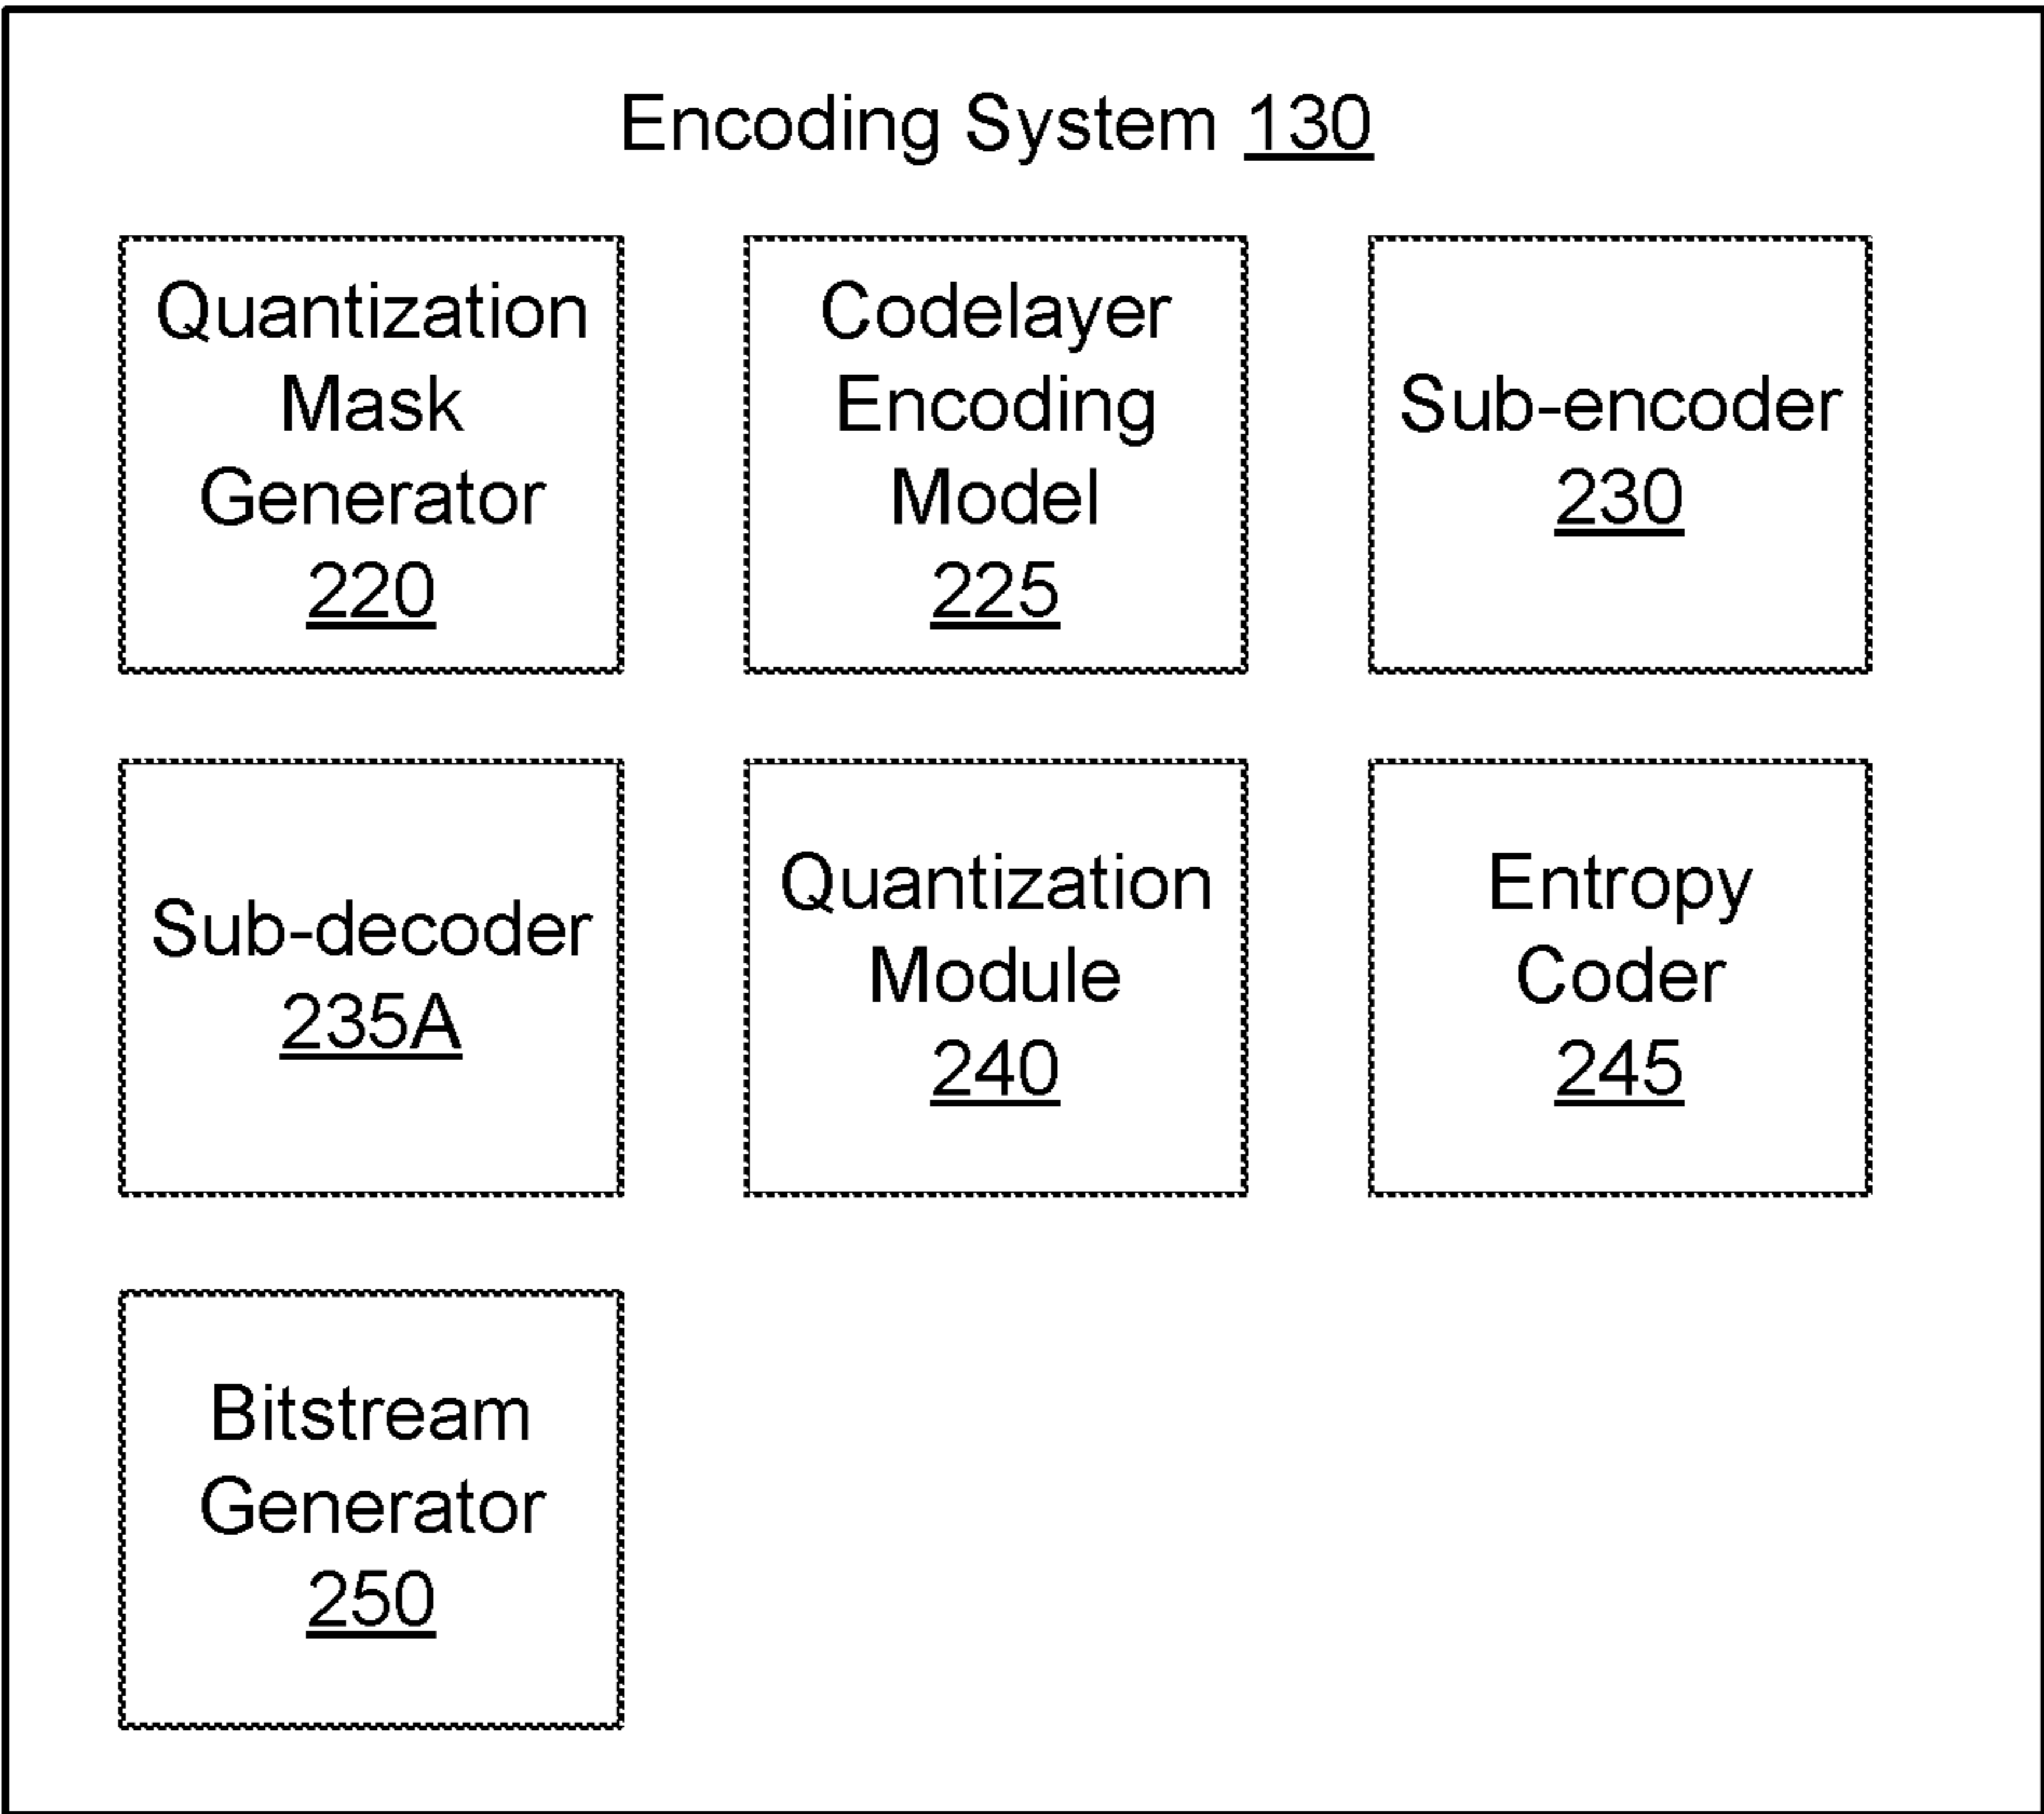 Encoding System 130
Quantization
Mask
Generator
220
Codelayer
Encoding
Model
225
Sub-encoder
230
Sub-decoder
235A
Quantization
Module
240
Entropy
Coder
245
Bitstream
Generator
250